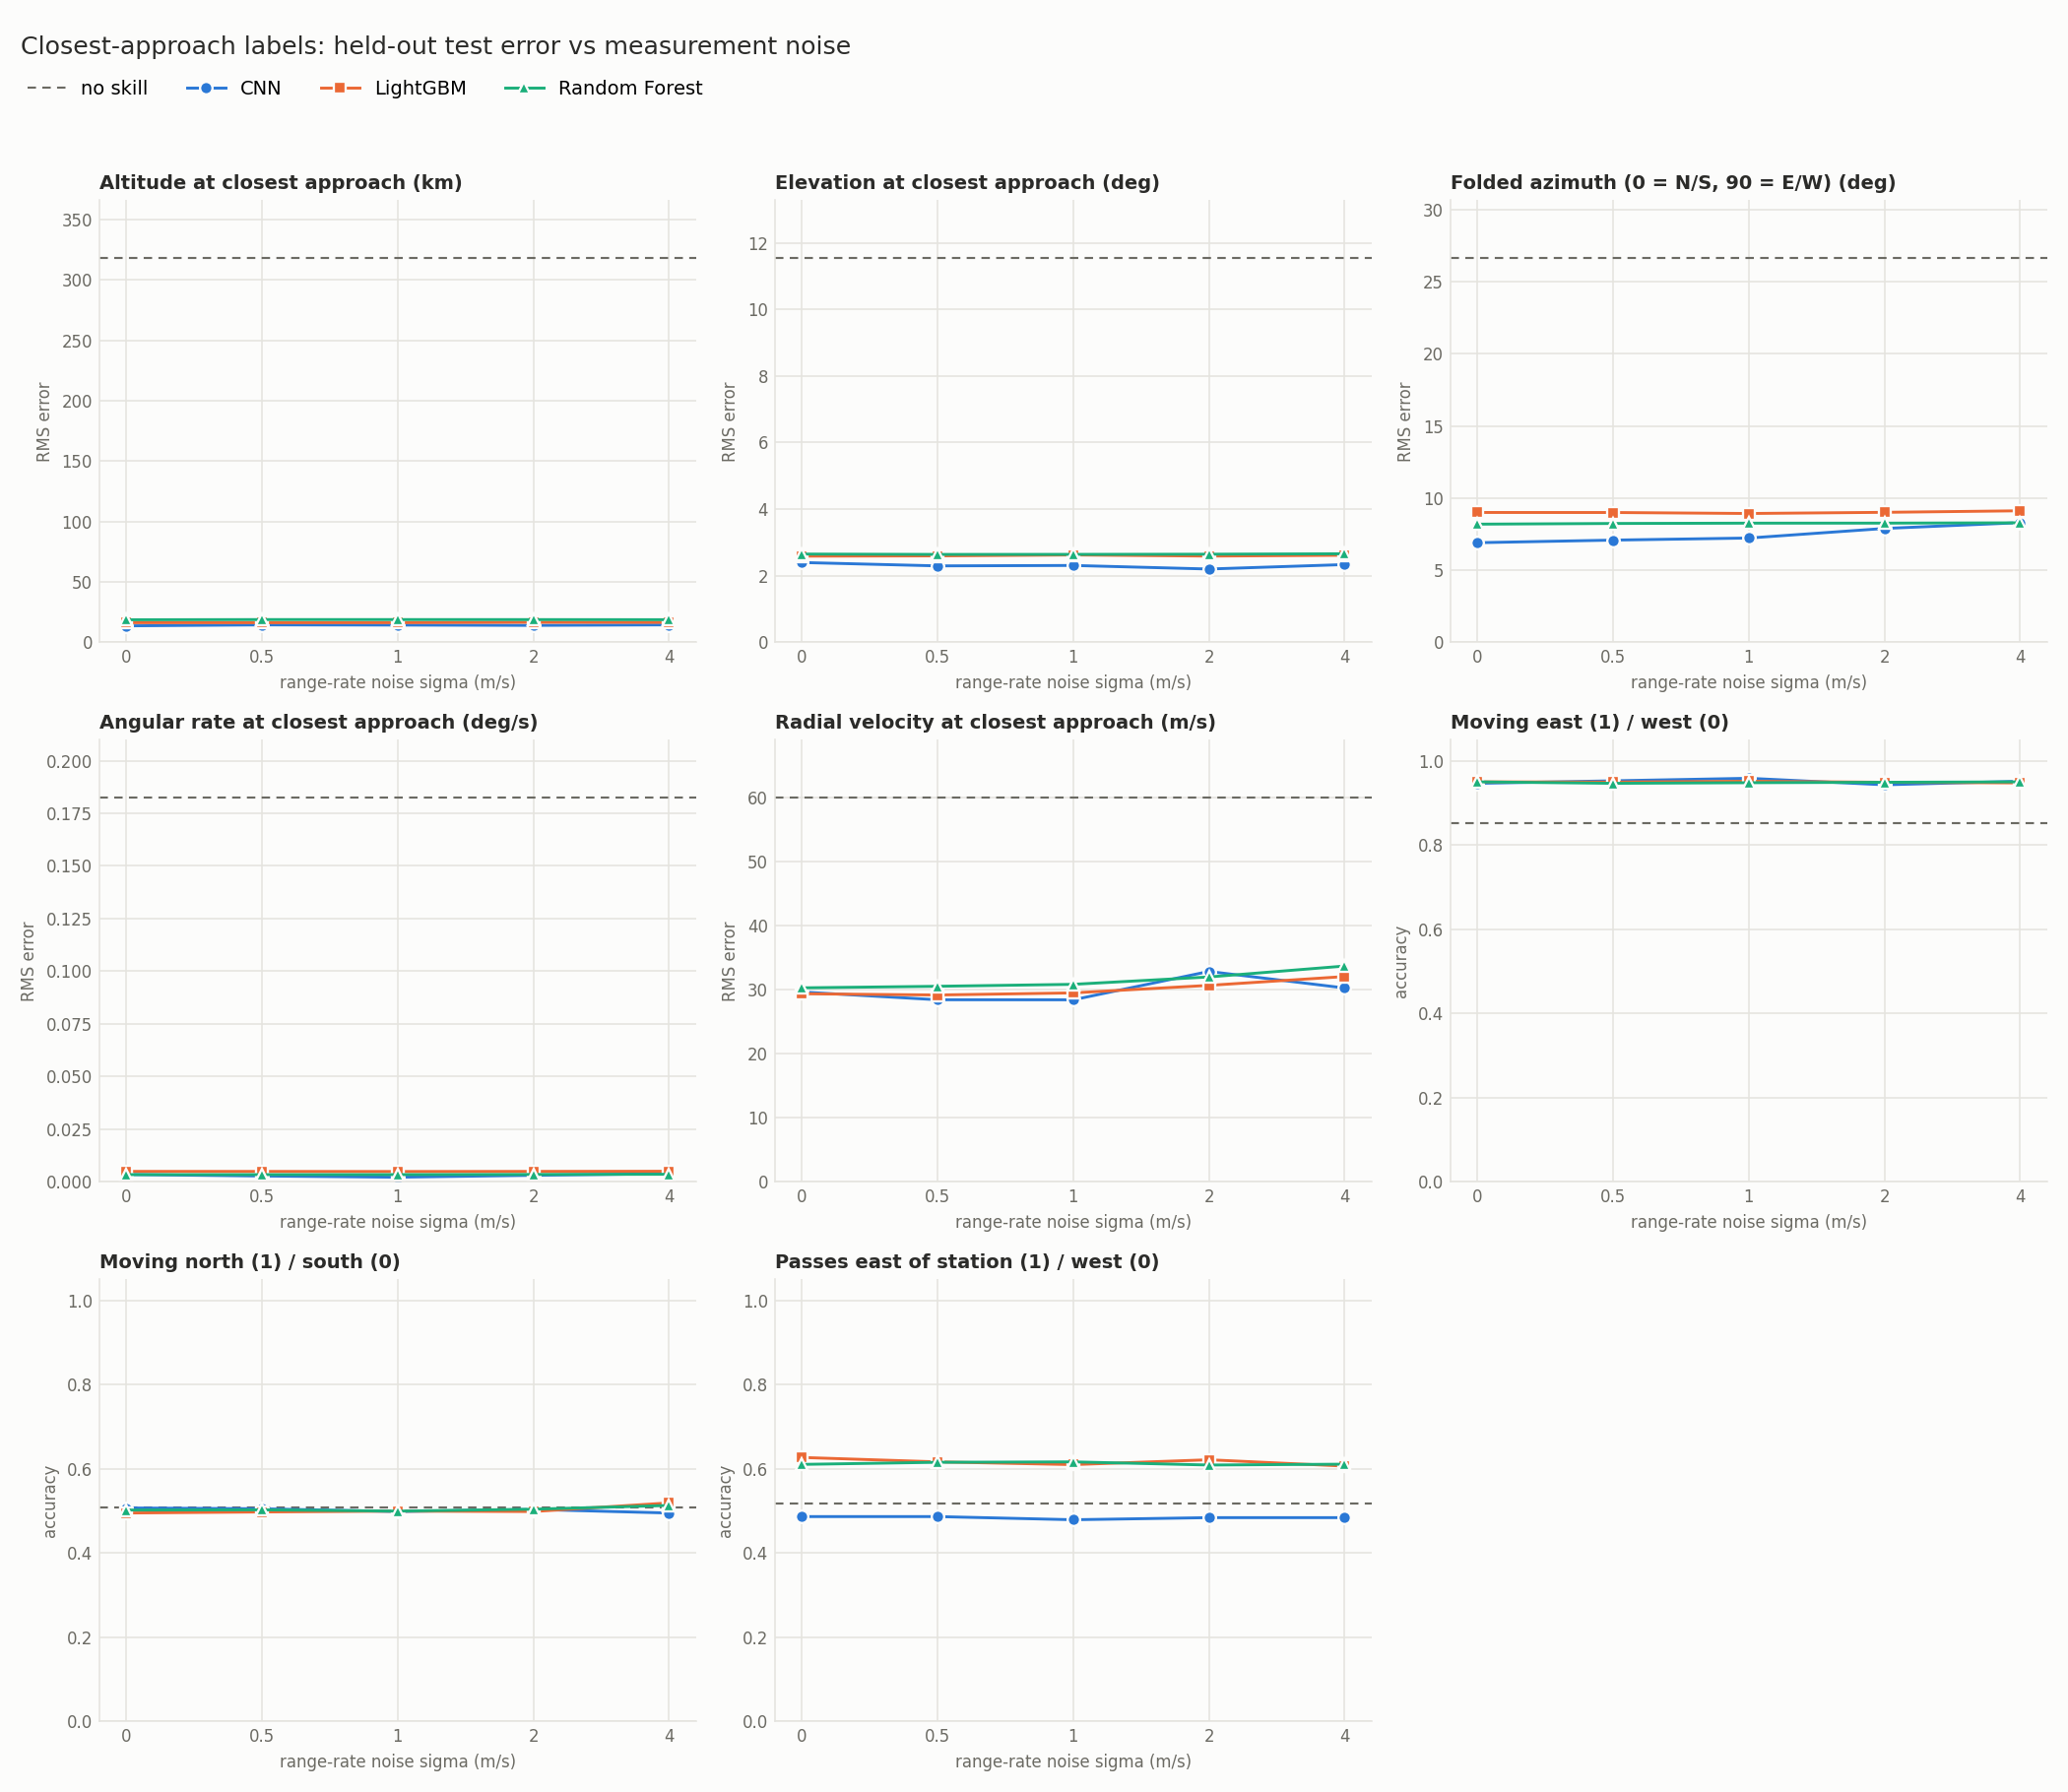 Closest-approach labels: held-out test error vs measurement noise
no skill CNN LightGBM Random Forest
Altitude at closest approach (km)
350
300
250
200
150
100
50
0
RMS error
0 0.5 1 2 4
range-rate noise sigma (m/s)
Elevation at closest approach (deg)
12
10
8
6
4
2
0
RMS error
0 0.5 1 2 4
range-rate noise sigma (m/s)
Folded azimuth (0 = N/S, 90 = E/W) (deg)
30
25
20
15
10
5
0
RMS error
0 0.5 1 2 4
range-rate noise sigma (m/s)
Angular rate at closest approach (deg/s)
0.200
0.175
0.150
0.125
0.100
0.075
0.050
0.025
0.000
RMS error
0 0.5 1 2 4
range-rate noise sigma (m/s)
Radial velocity at closest approach (m/s)
60
50
40
30
20
10
0
RMS error
0 0.5 1 2 4
range-rate noise sigma (m/s)
Moving east (1) / west (0)
1.0
0.8
0.6
0.4
0.2
0.0
accuracy
0 0.5 1 2 4
range-rate noise sigma (m/s)
Moving north (1) / south (0)
1.0
0.8
0.6
0.4
0.2
0.0
accuracy
0 0.5 1 2 4
range-rate noise sigma (m/s)
Passes east of station (1) / west (0)
1.0
0.8
0.6
0.4
0.2
0.0
accuracy
0 0.5 1 2 4
range-rate noise sigma (m/s)